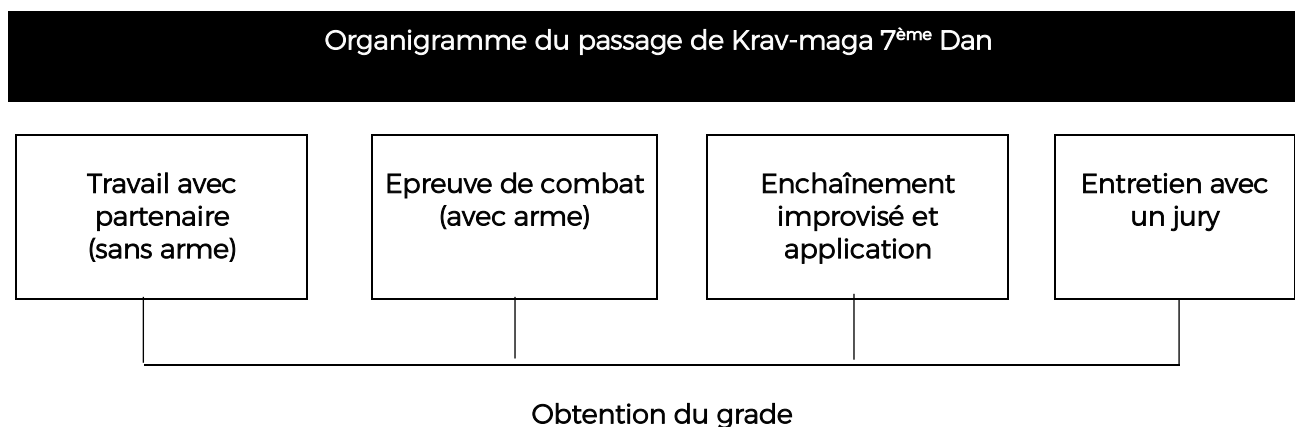 Organigramme du passage de Krav-maga 7ème Dan
Travail avec
partenaire
(sans arme)
Epreuve de combat
(avec arme)
Enchaînement
improvisé et
application
Entretien avec
un jury
Obtention du grade